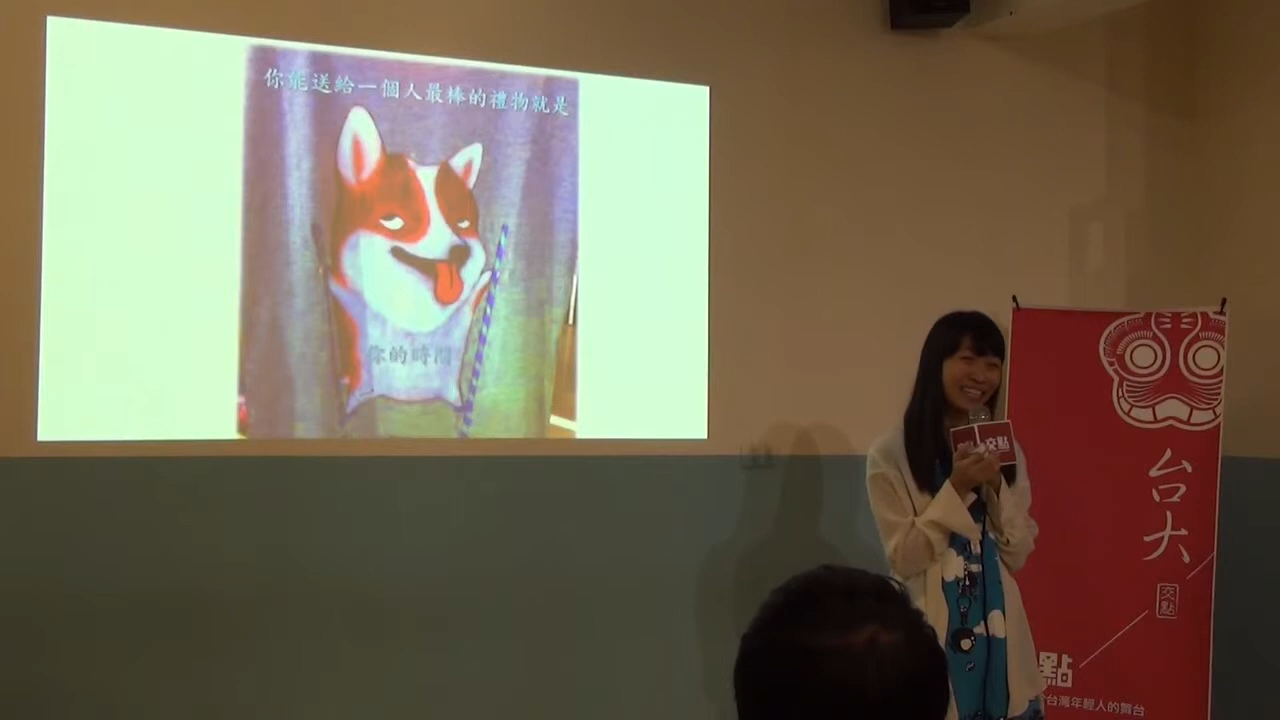 你能送給一個人最棒的禮物就是
你的時間
交點
台大
交點
點
台灣年輕人的舞台